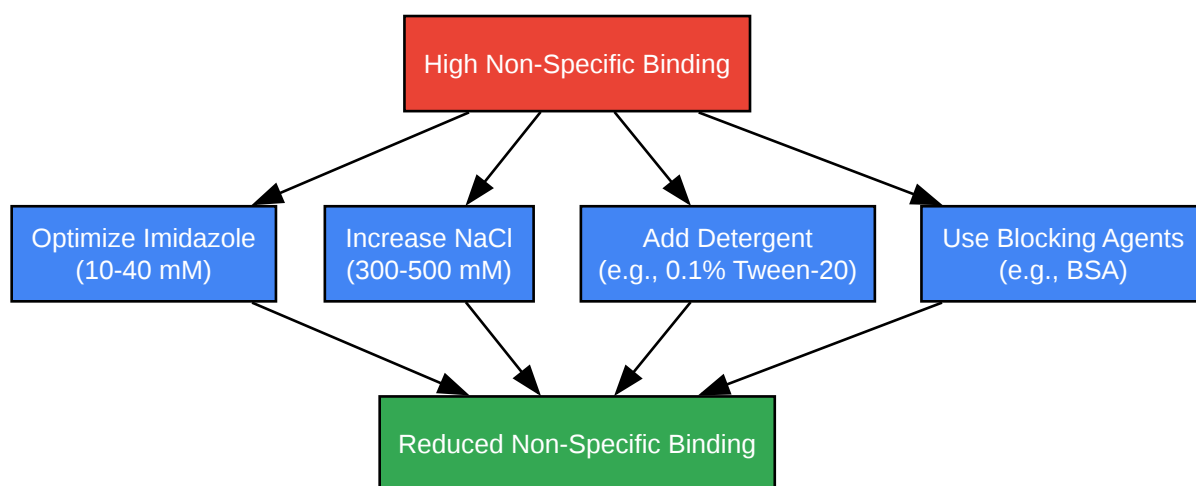 High Non-Specific Binding
Optimize Imidazole
(10-40 mM)
Increase NaCl
(300-500 mM)
Add Detergent
(e.g., 0.1% Tween-20)
Use Blocking Agents
(e.g., BSA)
Reduced Non-Specific Binding